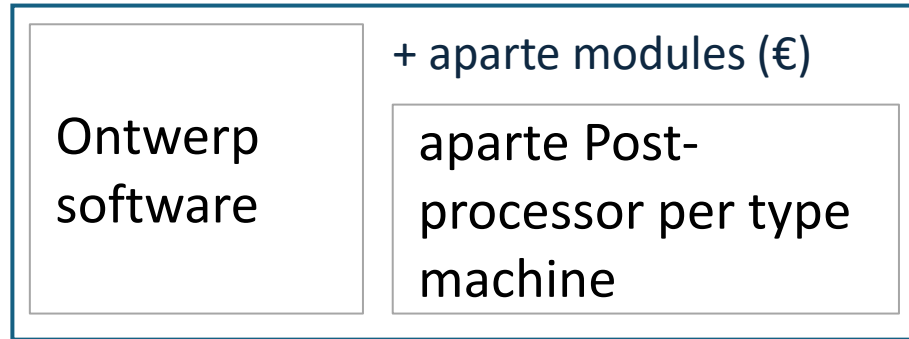 Ontwerp
software
+ aparte modules (€)
aparte Post-
processor per type
machine